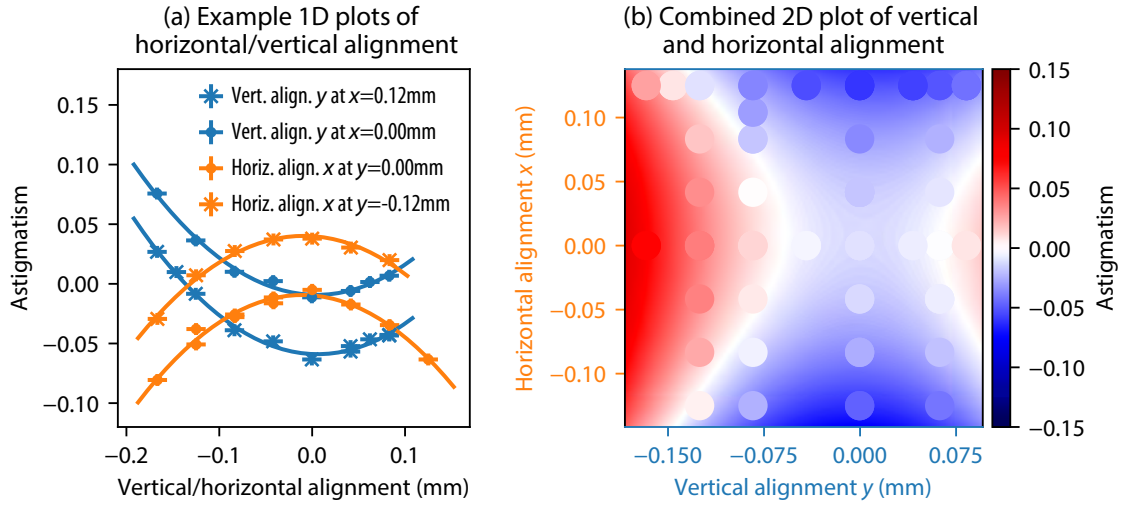 (a) Example 1D plots of
horizontal/vertical alignment
Astigmatism
0.15
0.10
0.05
0.00
−0.05
−0.10
Vert. align. y at x=0.12mm
Vert. align. y at x=0.00mm
Horiz. align. x at y=0.00mm
Horiz. align. x at y=-0.12mm
−0.2
−0.1
0.0
0.1
Vertical/horizontal alignment (mm)
(b) Combined 2D plot of vertical
and horizontal alignment
Horizontal alignment x (mm)
0.10
0.05
0.00
−0.05
−0.10
−0.150
−0.075
0.000
0.075
Vertical alignment y (mm)
0.15
0.10
0.05
0.00
−0.05
−0.10
−0.15
Astigmatism